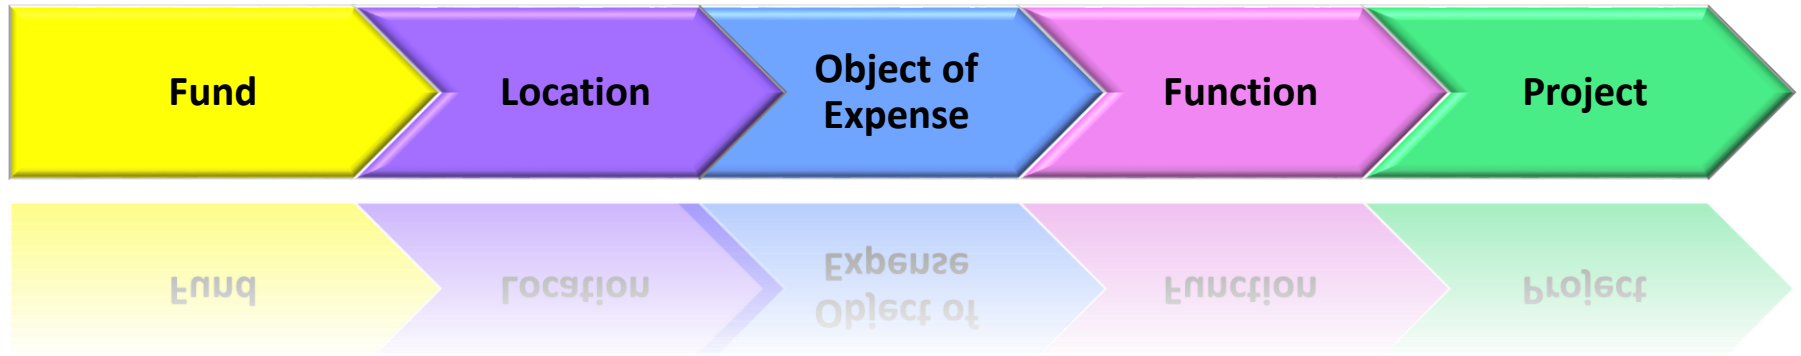 Fund
Location
Object of
Expense
Function
Project